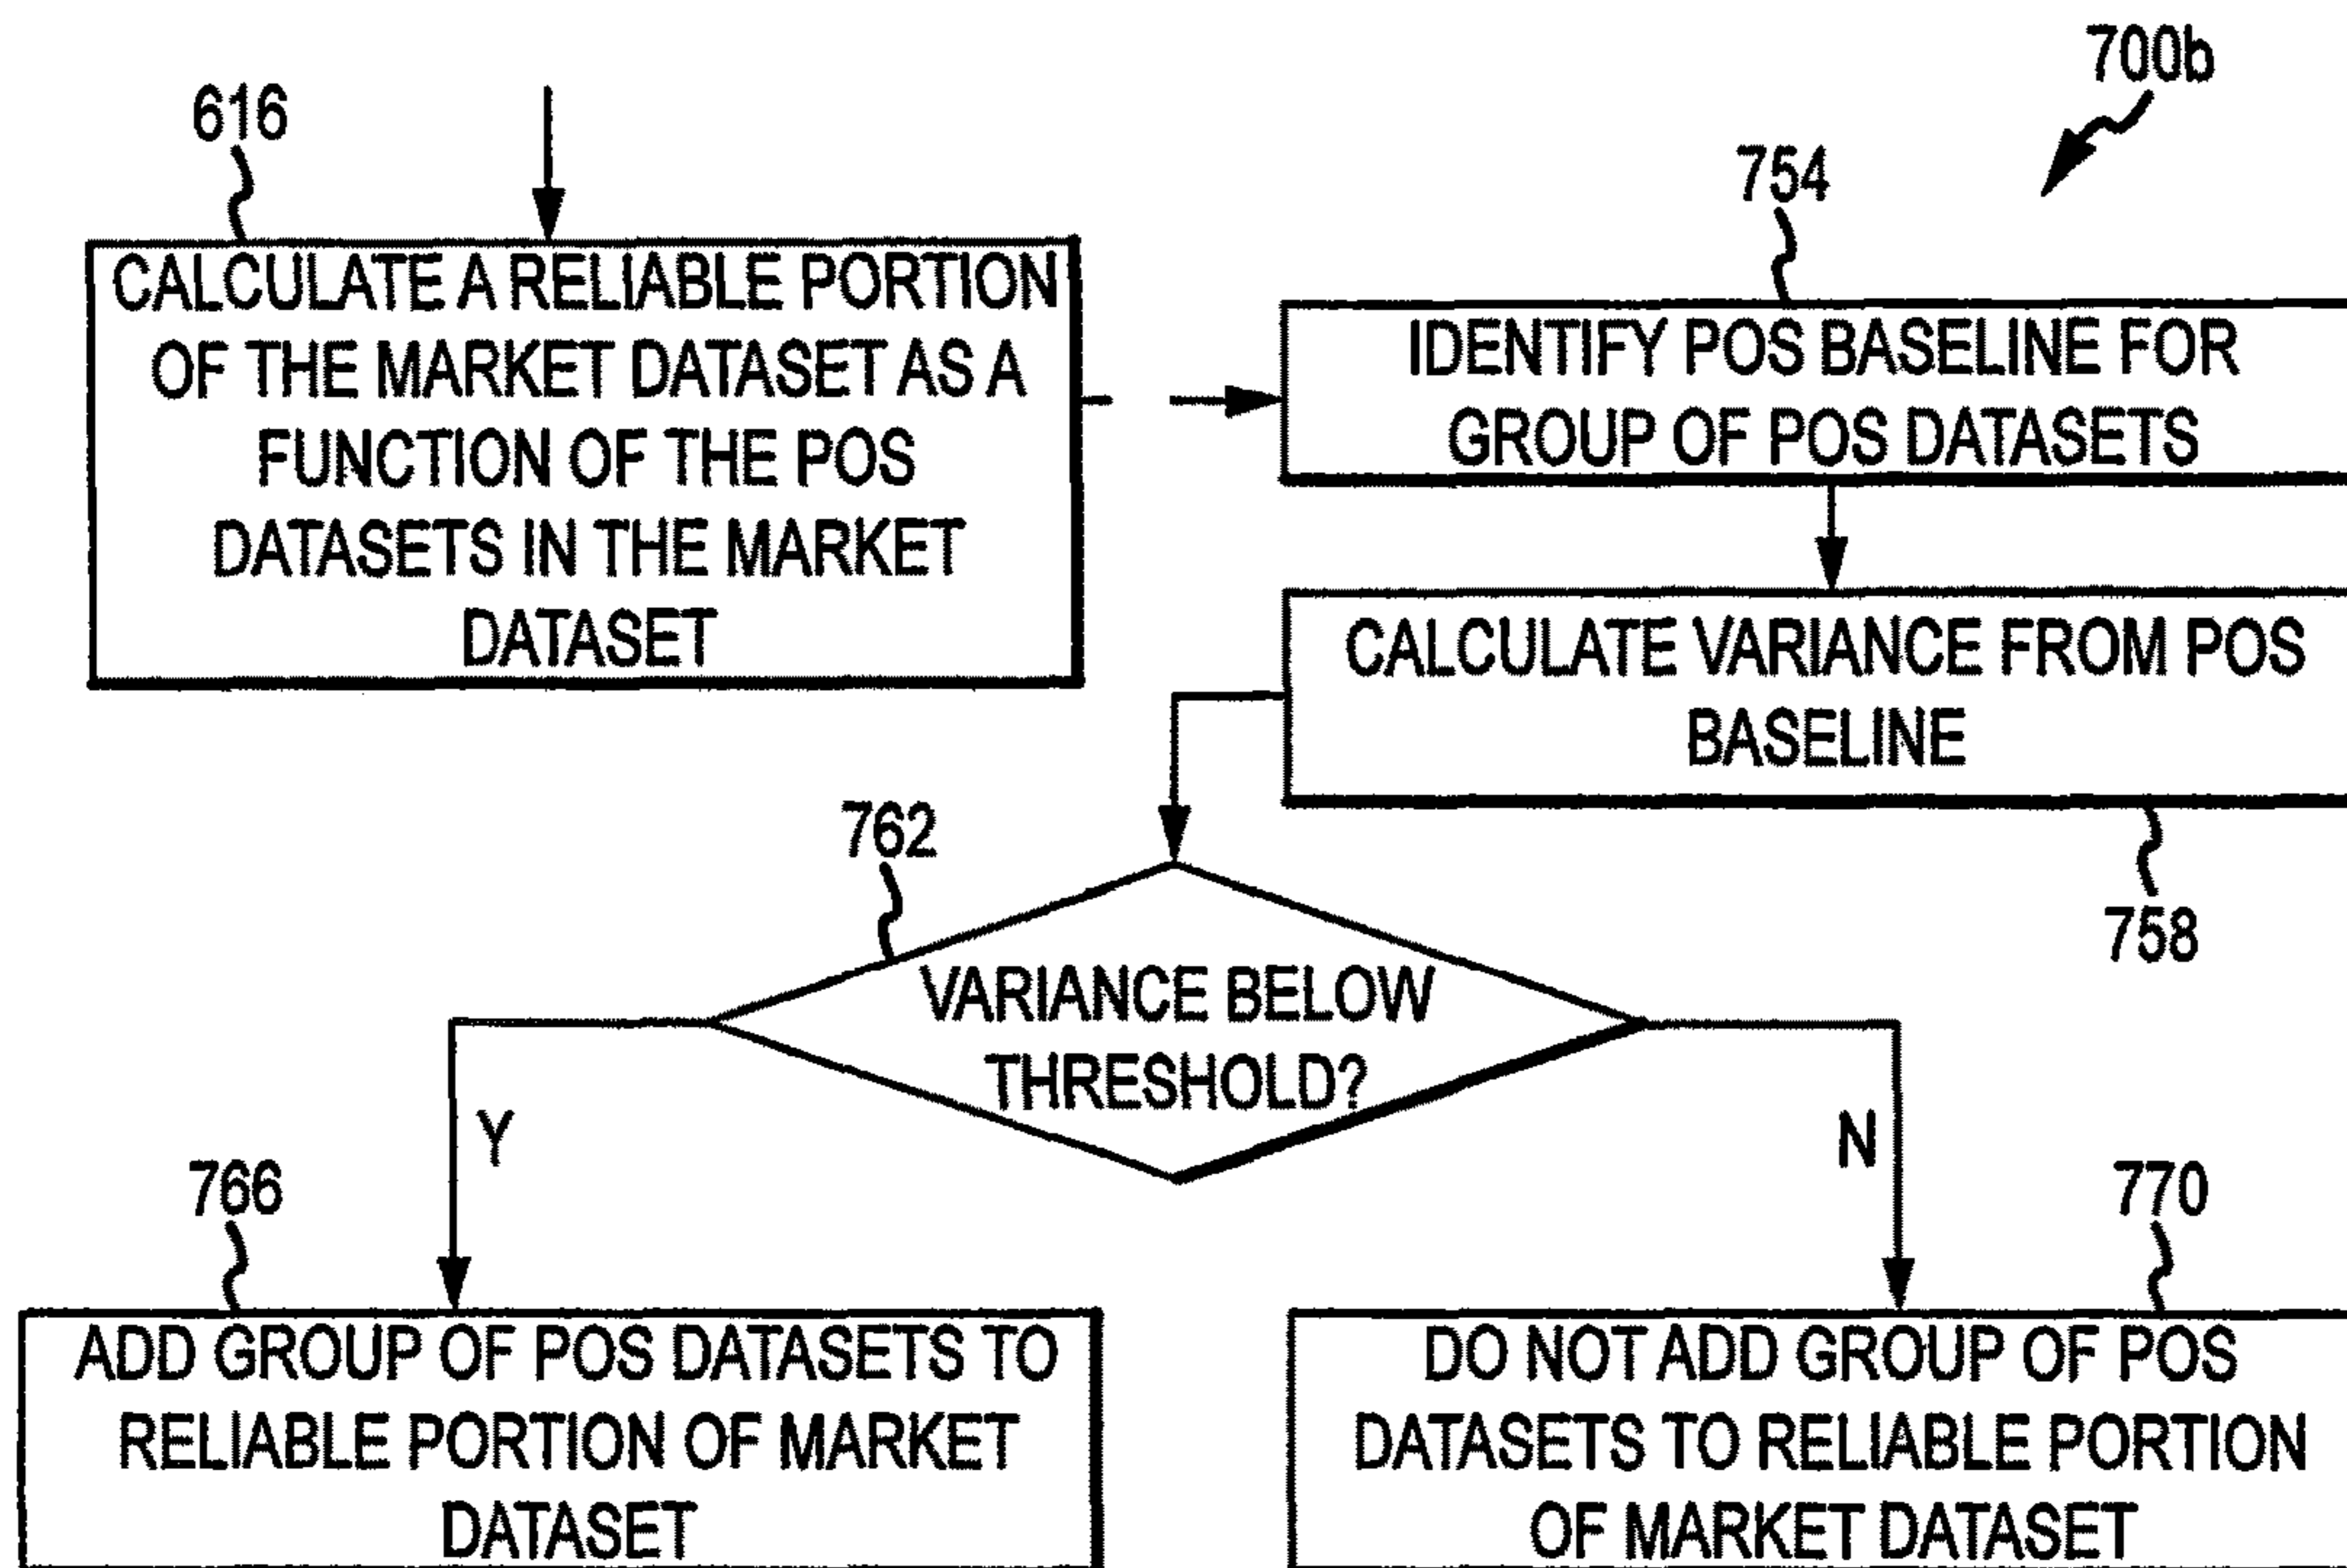 700b
616
CALCULATE A RELIABLE PORTION
OF THE MARKET DATASET AS A
FUNCTION OF THE POS
DATASETS IN THE MARKET
DATASET
754
IDENTIFY POS BASELINE FOR
GROUP OF POS DATASETS
CALCULATE VARIANCE FROM POS
BASELINE
758
762
VARIANCE BELOW
THRESHOLD?
Y
N
766
ADD GROUP OF POS DATASETS TO
RELIABLE PORTION OF MARKET
DATASET
770
DO NOT ADD GROUP OF POS
DATASETS TO RELIABLE PORTION
OF MARKET DATASET